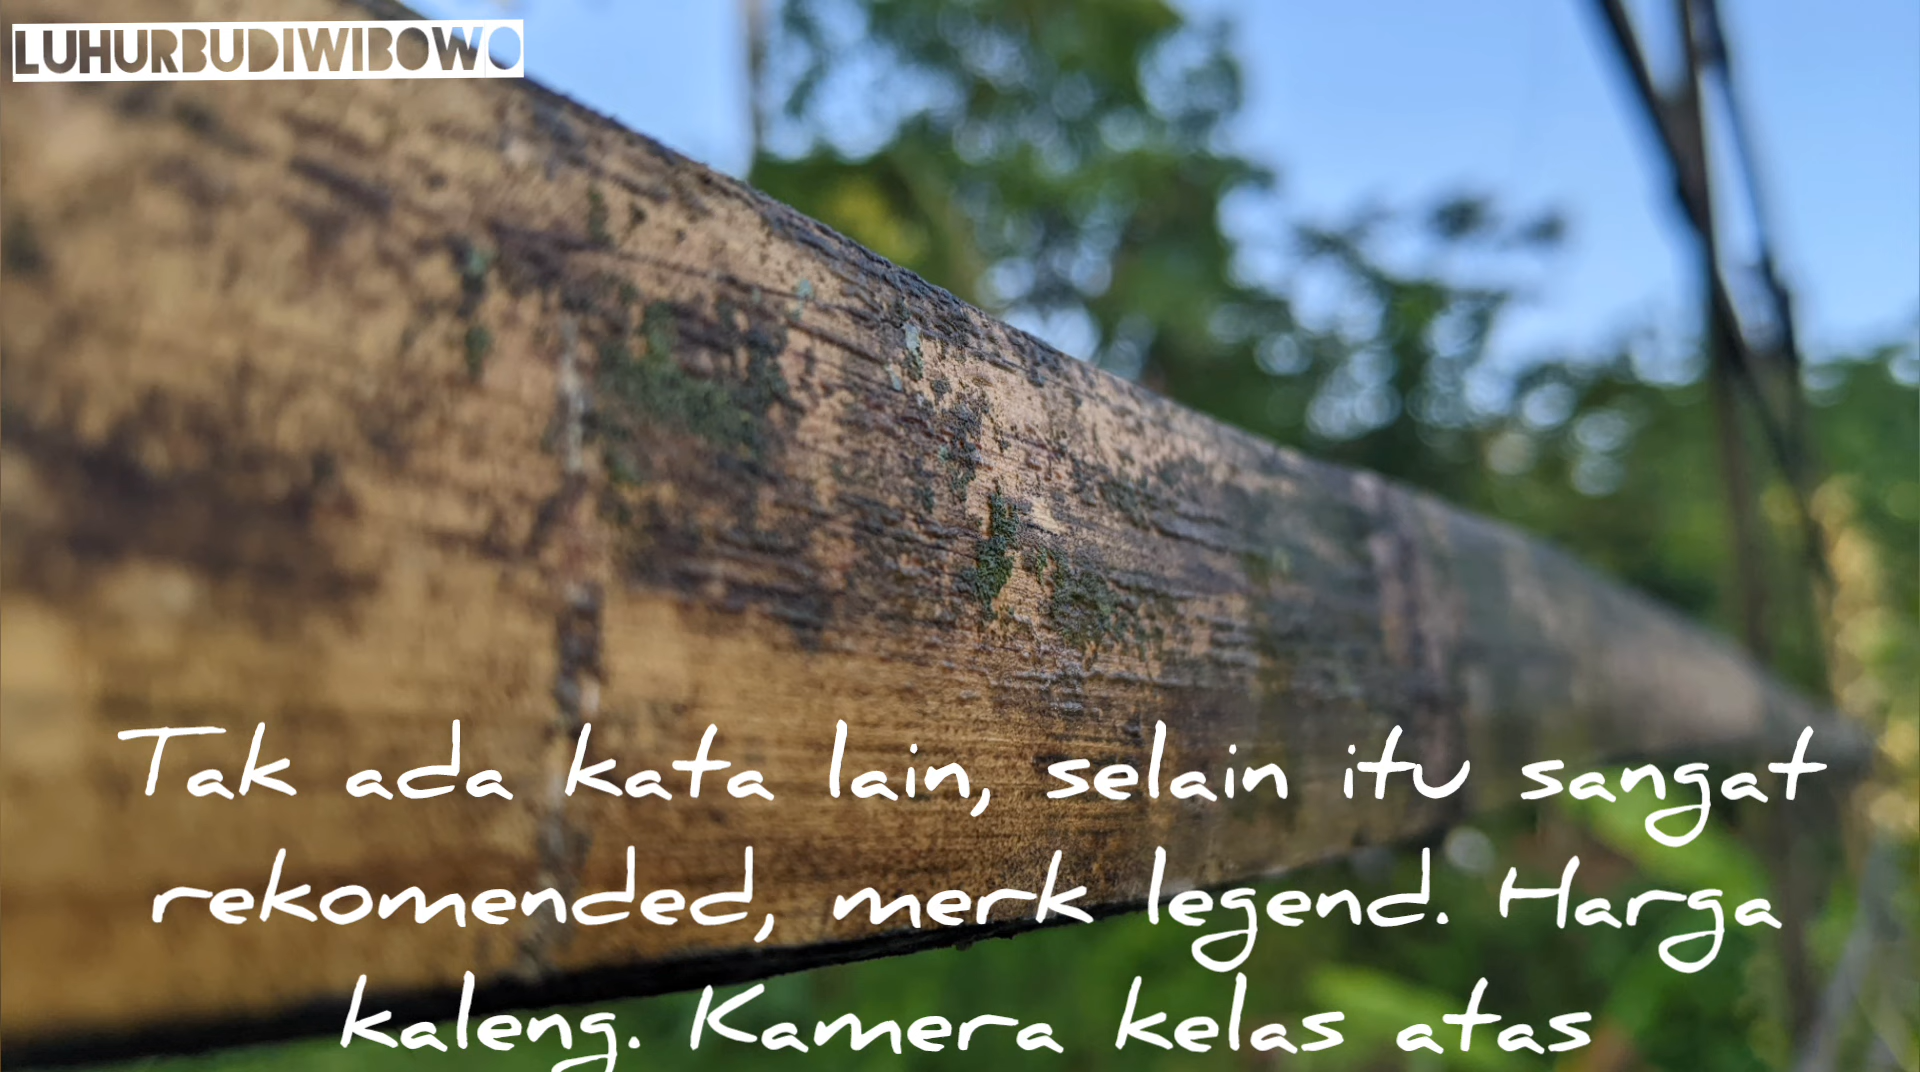 LUHURBUDIWIBOWO
Tak ada kata lain, selain itu sangat
rekomended, merk legend. Harga
kaleng. Kamera kelas atas